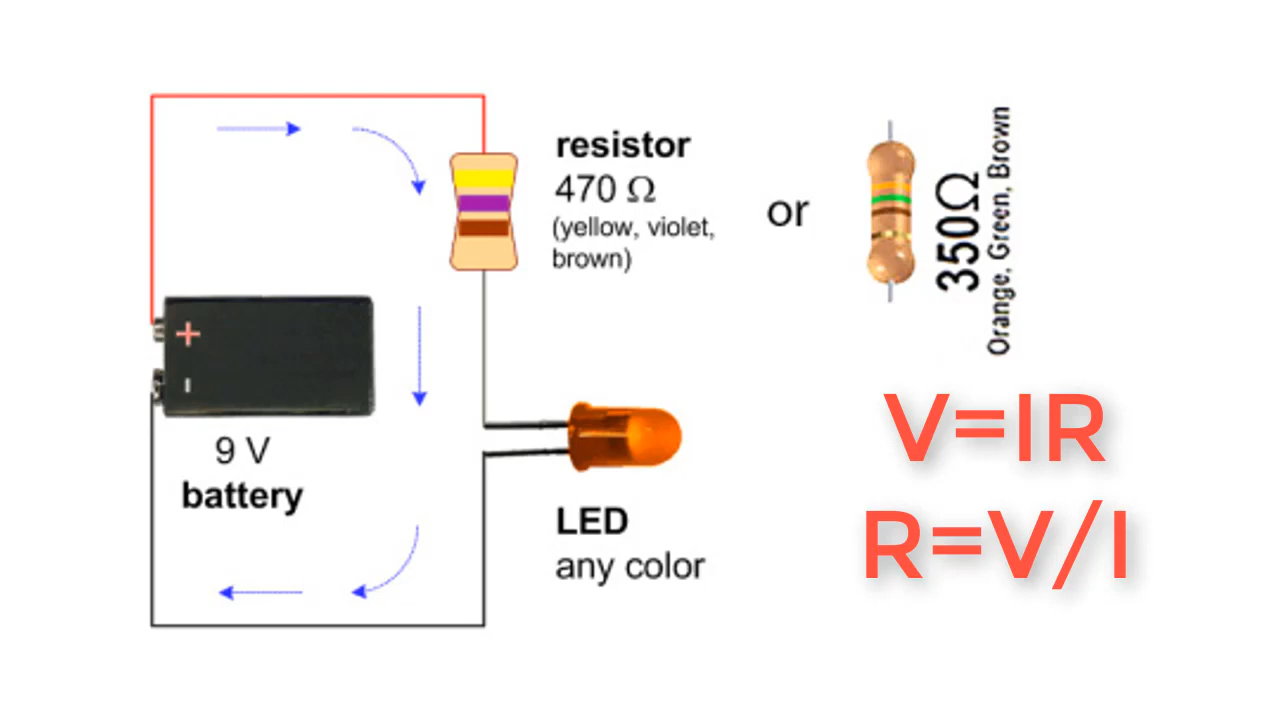 resistor
470 Ω
(yellow, violet,
brown)
or
350Ω
Orange, Green, Brown
+
-
9 V
battery
LED
any color
V=IR
R=V/I